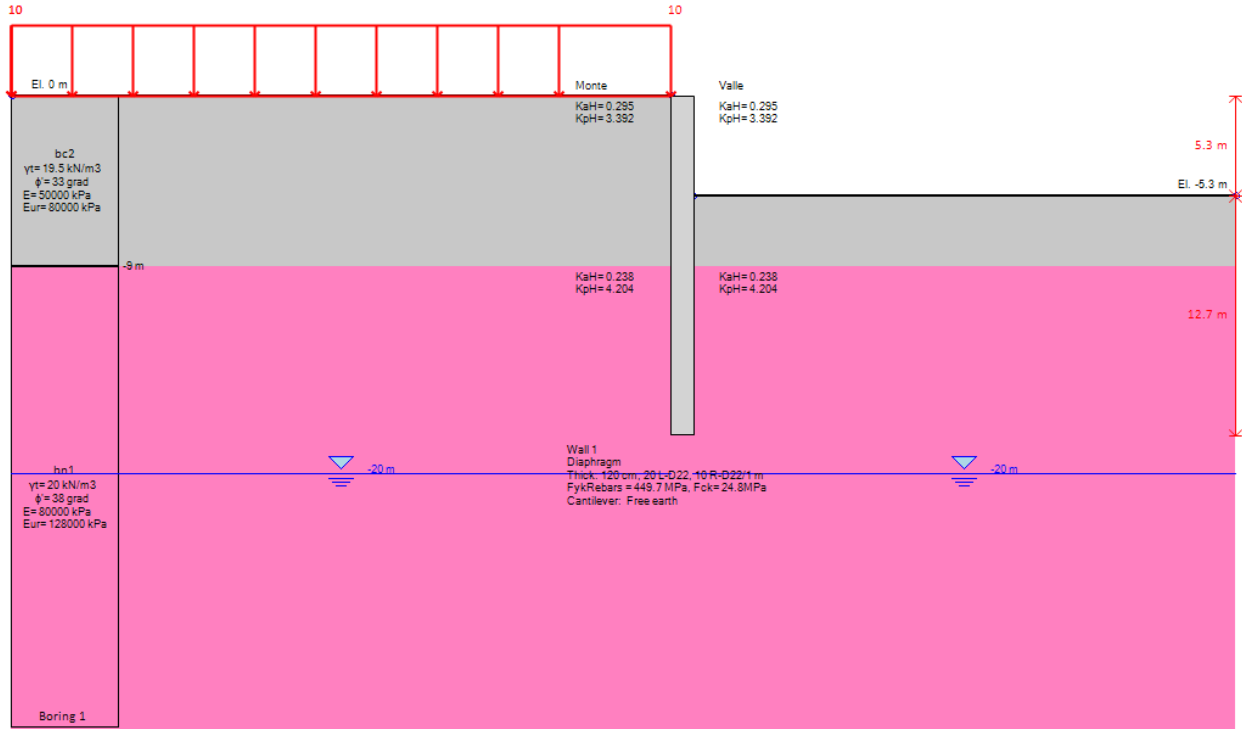 10
10
El. 0 m
Monte
Valle
KaH= 0.295
KpH= 3.392
KaH= 0.295
KpH= 3.392
bc2
γt= 19.5 kN/m3
ϕ'= 33 grad
E= 50000 kPa
Eur= 80000 kPa
5.3 m
El. -5.3 m
-9 m
KaH= 0.238
KpH= 4.204
KaH= 0.238
KpH= 4.204
12.7 m
Wall 1
Diaphragm
Thick: 120 cm, 20 L-D22, 10 R-D22/1 m
FykRebars = 449.7 MPa, Fck= 24.8MPa
Cantilever: Free earth
-20 m
-20 m
bn1
γt= 20 kN/m3
ϕ'= 38 grad
E= 80000 kPa
Eur= 128000 kPa
Boring 1